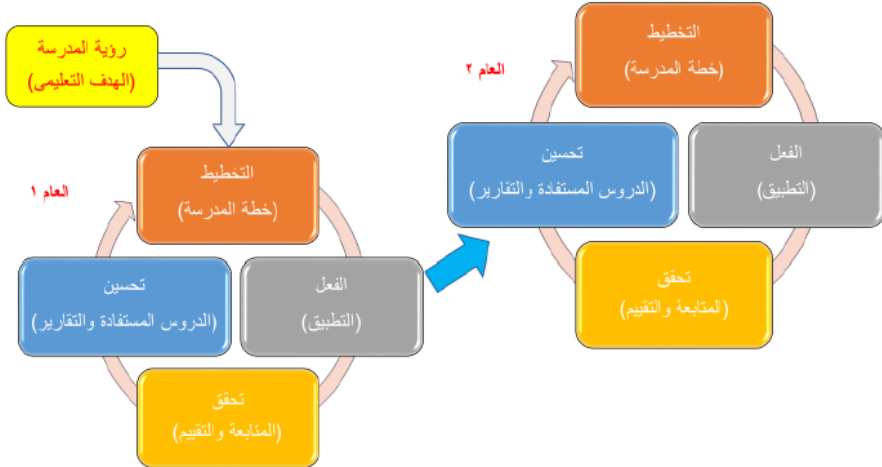 رؤية المدرسة
(الهدف التعليمى)
العام ١
التخطيط
(خطة المدرسة)
الفعل
(التطبيق)
تحقق
(المتابعة والتقييم)
تحسين
(الدروس المستفادة والتقارير)
العام ٢
التخطيط
(خطة المدرسة)
الفعل
(التطبيق)
تحقق
(المتابعة والتقييم)
تحسين
(الدروس المستفادة والتقارير)